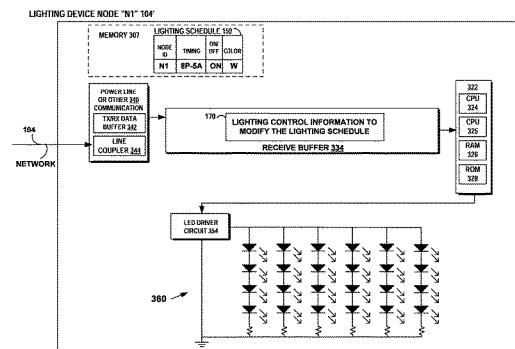 LIGHTING DEVICE NODE "N1" 104'
MEMORY 307
LIGHTING SCHEDULE 150
NODE ID
TIMING
ON/ OFF
COLOR
N1
8P-5A
ON
W
POWER LINE
OR OTHER 340
COMMUNICATION
TX/RX DATA
BUFFER 342
LINE
COUPLER 344
104
NETWORK
170
LIGHTING CONTROL INFORMATION TO
MODIFY THE LIGHTING SCHEDULE
RECEIVE BUFFER 334
322
CPU
324
CPU
325
RAM
326
ROM
328
LED DRIVER
CIRCUIT 354
360